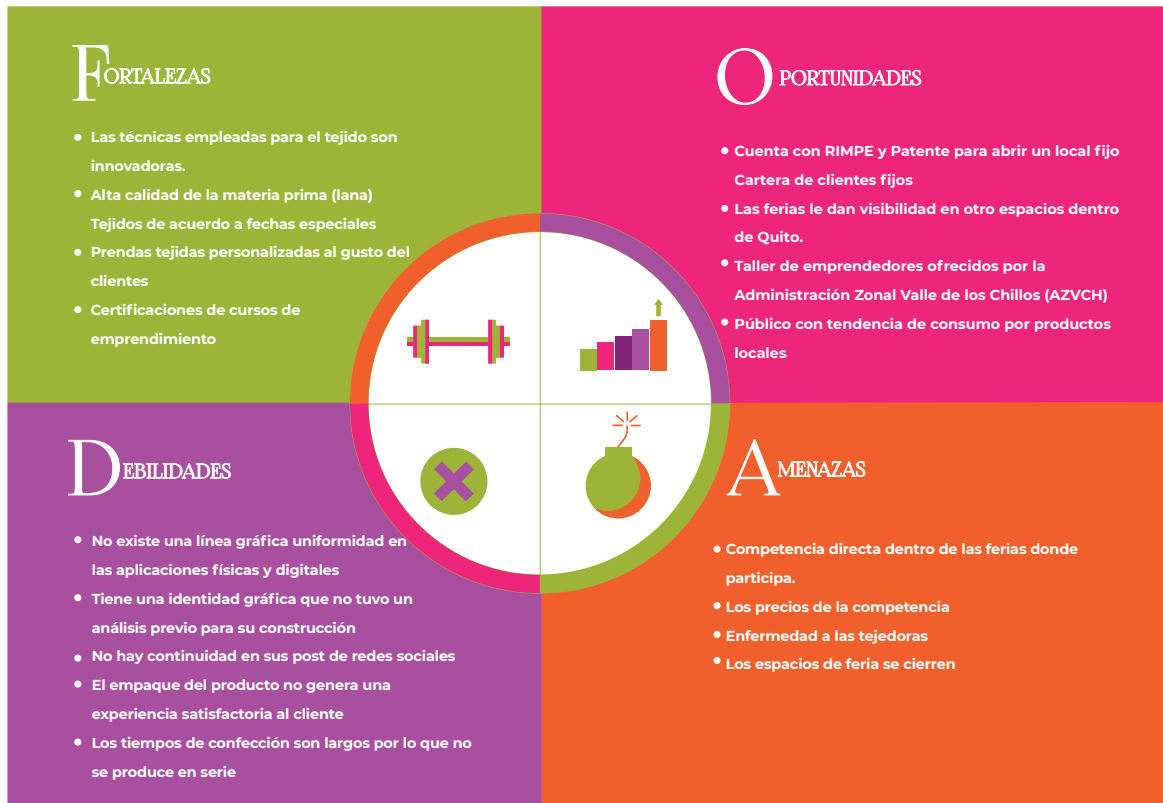 FORTALEZAS
Las técnicas empleadas para el tejido son
innovadoras.
Alta calidad de la materia prima (lana)
Tejidos de acuerdo a fechas especiales
Prendas tejidas personalizadas al gusto del
clientes
Certificaciones de cursos de
emprendimiento
OPORTUNIDADES
Cuenta con RIMPE y Patente para abrir un local fijo
Cartera de clientes fijos
Las ferias le dan visibilidad en otro espacios dentro
de Quito.
Taller de emprendedores ofrecidos por la
Administración Zonal Valle de los Chillos (AZVCH)
Público con tendencia de consumo por productos
locales
DEBILIDADES
No existe una línea gráfica uniformidad en
las aplicaciones físicas y digitales
Tiene una identidad gráfica que no tuvo un
análisis previo para su construcción
No hay continuidad en sus post de redes sociales
El empaque del producto no genera una
experiencia satisfactoria al cliente
Los tiempos de confección son largos por lo que no
se produce en serie
AMENAZAS
Competencia directa dentro de las ferias donde
participa.
Los precios de la competencia
Enfermedad a las tejedoras
Los espacios de feria se cierren